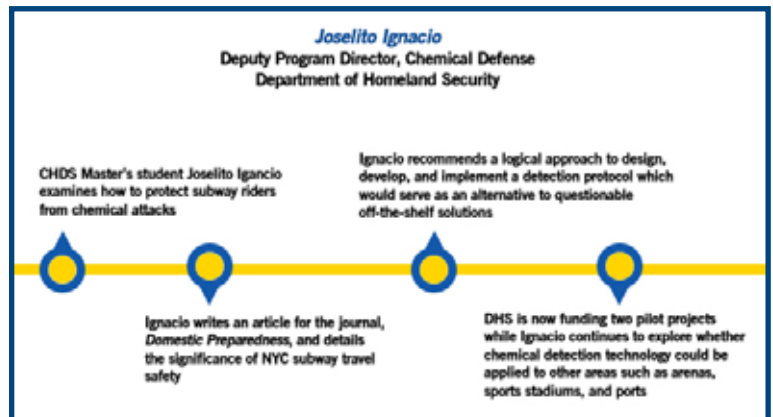 Joselito Ignacio
Deputy Program Director, Chemical Defense
Department of Homeland Security
CHDS Master's student Joselito Igancio
examines how to protect subway riders
from chemical attacks
Ignacio writes an article for the journal,
Domestic Preparedness, and details
the significance of NYC subway travel
safety
Ignacio recommends a logical approach to design,
develop, and implement a detection protocol which
would serve as an alternative to questionable
off-the-shelf solutions
DHS is now funding two pilot projects
while Ignacio continues to explore whether
chemical detection technology could be
applied to other areas such as arenas,
sports stadiums, and ports